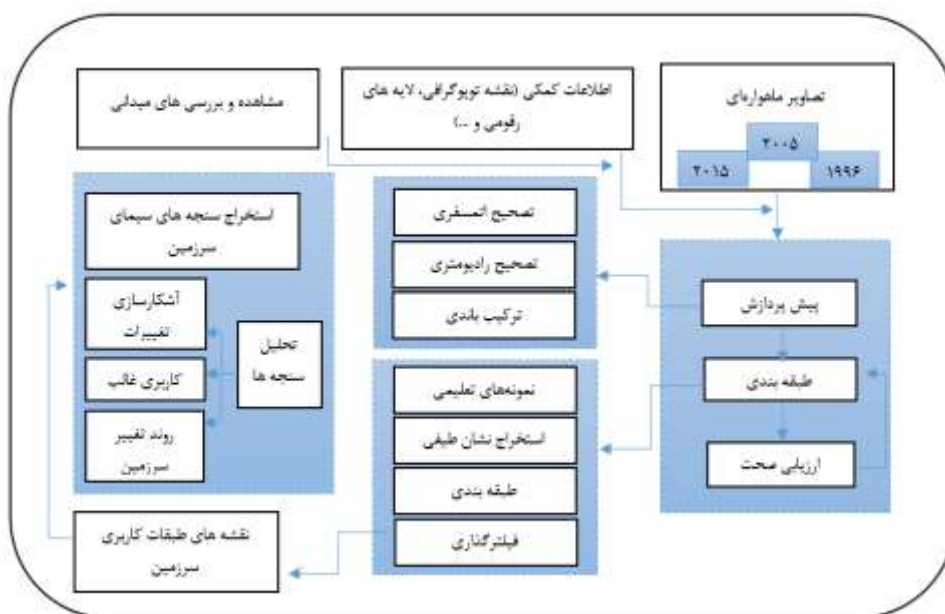 تصاویر ماهواره‌ای
۲۰۰۵
۱۹۹۶
۲۰۱۵
اطلاعات کمکی (نقشه توپوگرافی، لایه های
رقومی و ...)
مشاهده و بررسی های میدانی
پیش پردازش
طبقه بندی
ارزیابی صحت
تصحیح اتمسفری
تصحیح رادیومتری
ترکیب باندی
نمونه‌های تعلیمی
استخراج نشان طیفی
طبقه بندی
فیلترگذاری
استخراج سنجه های سیمای
سرزمین
تحلیل
سنجه ها
آشکارسازی
تغییرات
کاربری غالب
روند تغییر
سرزمین
نقشه های طبقات کاربری
سرزمین